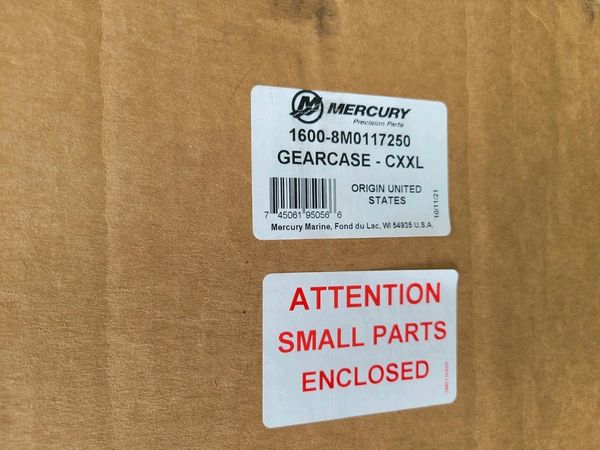 MERCURY
Precision Parts
1600-8M0117250
GEARCASE - CXXL
ORIGIN UNITED
STATES
10/11/21
7 45061 95056 6
Mercury Marine, Fond du Lac, WI 54935 U.S.A.
ATTENTION
SMALL PARTS
ENCLOSED